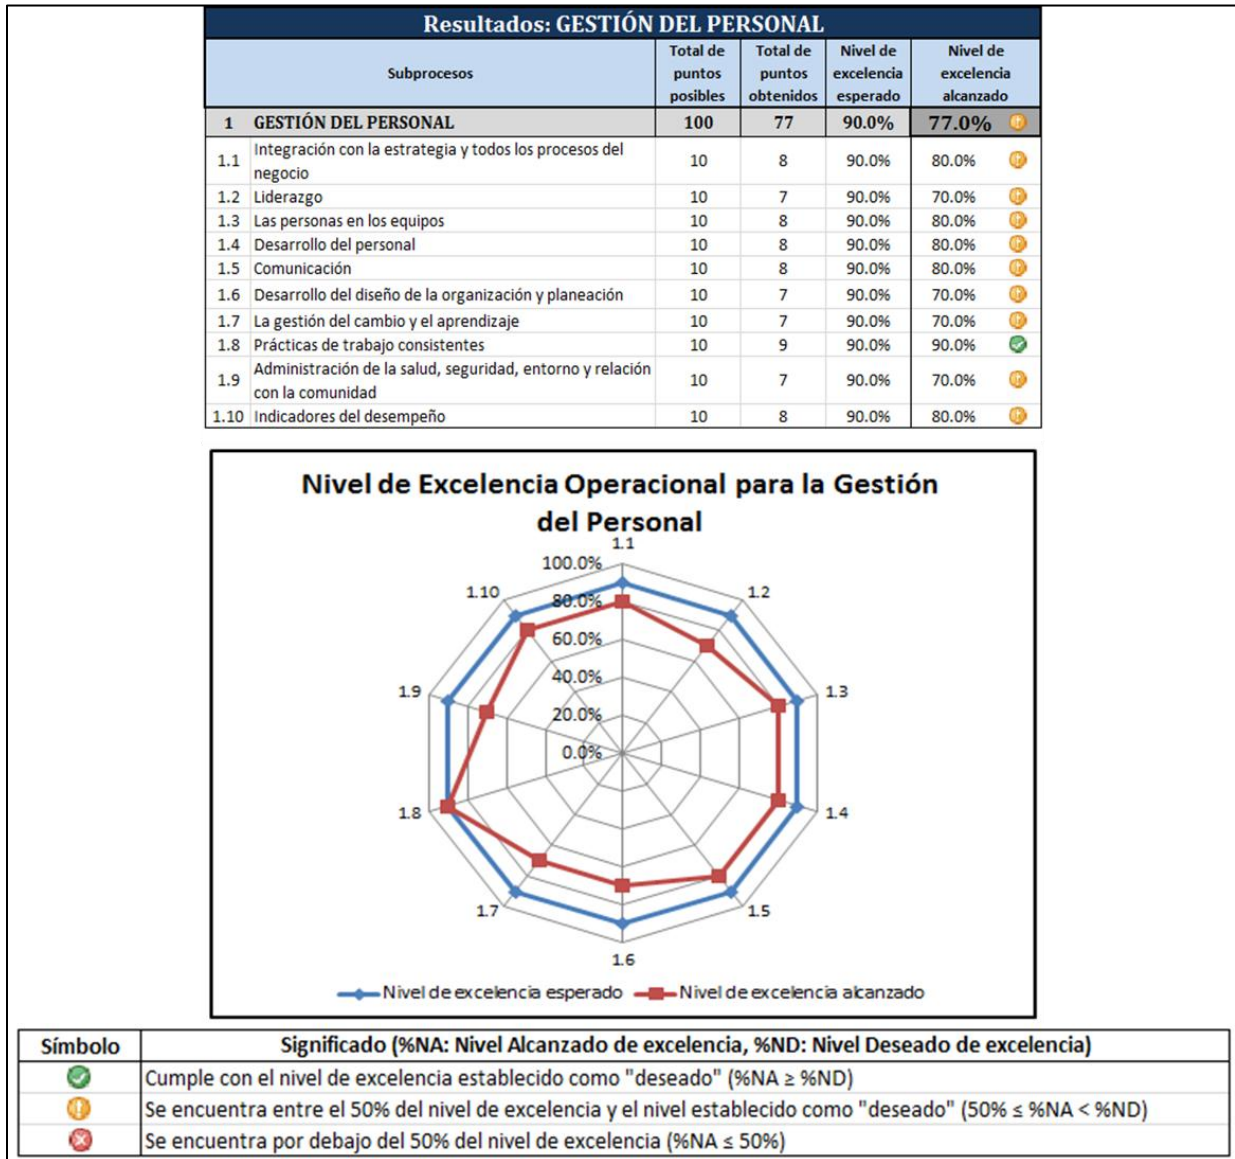 Resultados: GESTIÓN DEL PERSONAL
Subprocesos
Total de puntos posibles
Total de puntos obtenidos
Nivel de excelencia esperado
Nivel de excelencia alcanzado
1 GESTIÓN DEL PERSONAL 100 77 90.0% 77.0%
1.1 Integración con la estrategia y todos los procesos del negocio 10 8 90.0% 80.0%
1.2 Liderazgo 10 7 90.0% 70.0%
1.3 Las personas en los equipos 10 8 90.0% 80.0%
1.4 Desarrollo del personal 10 8 90.0% 80.0%
1.5 Comunicación 10 8 90.0% 80.0%
1.6 Desarrollo del diseño de la organización y planeación 10 7 90.0% 70.0%
1.7 La gestión del cambio y el aprendizaje 10 7 90.0% 70.0%
1.8 Prácticas de trabajo consistentes 10 9 90.0% 90.0%
1.9 Administración de la salud, seguridad, entorno y relación con la comunidad 10 7 90.0% 70.0%
1.10 Indicadores del desempeño 10 8 90.0% 80.0%
Nivel de Excelencia Operacional para la Gestión
del Personal
1.1
1.2
1.3
1.4
1.5
1.6
1.7
1.8
1.9
1.10
100.0%
80.0%
60.0%
40.0%
20.0%
0.0%
Nivel de excelencia esperado
Nivel de excelencia alcanzado
Símbolo
Significado (%NA: Nivel Alcanzado de excelencia, %ND: Nivel Deseado de excelencia)
Cumple con el nivel de excelencia establecido como "deseado" (%NA ≥ %ND)
Se encuentra entre el 50% del nivel de excelencia y el nivel establecido como "deseado" (50% ≤ %NA < %ND)
Se encuentra por debajo del 50% del nivel de excelencia (%NA ≤ 50%)